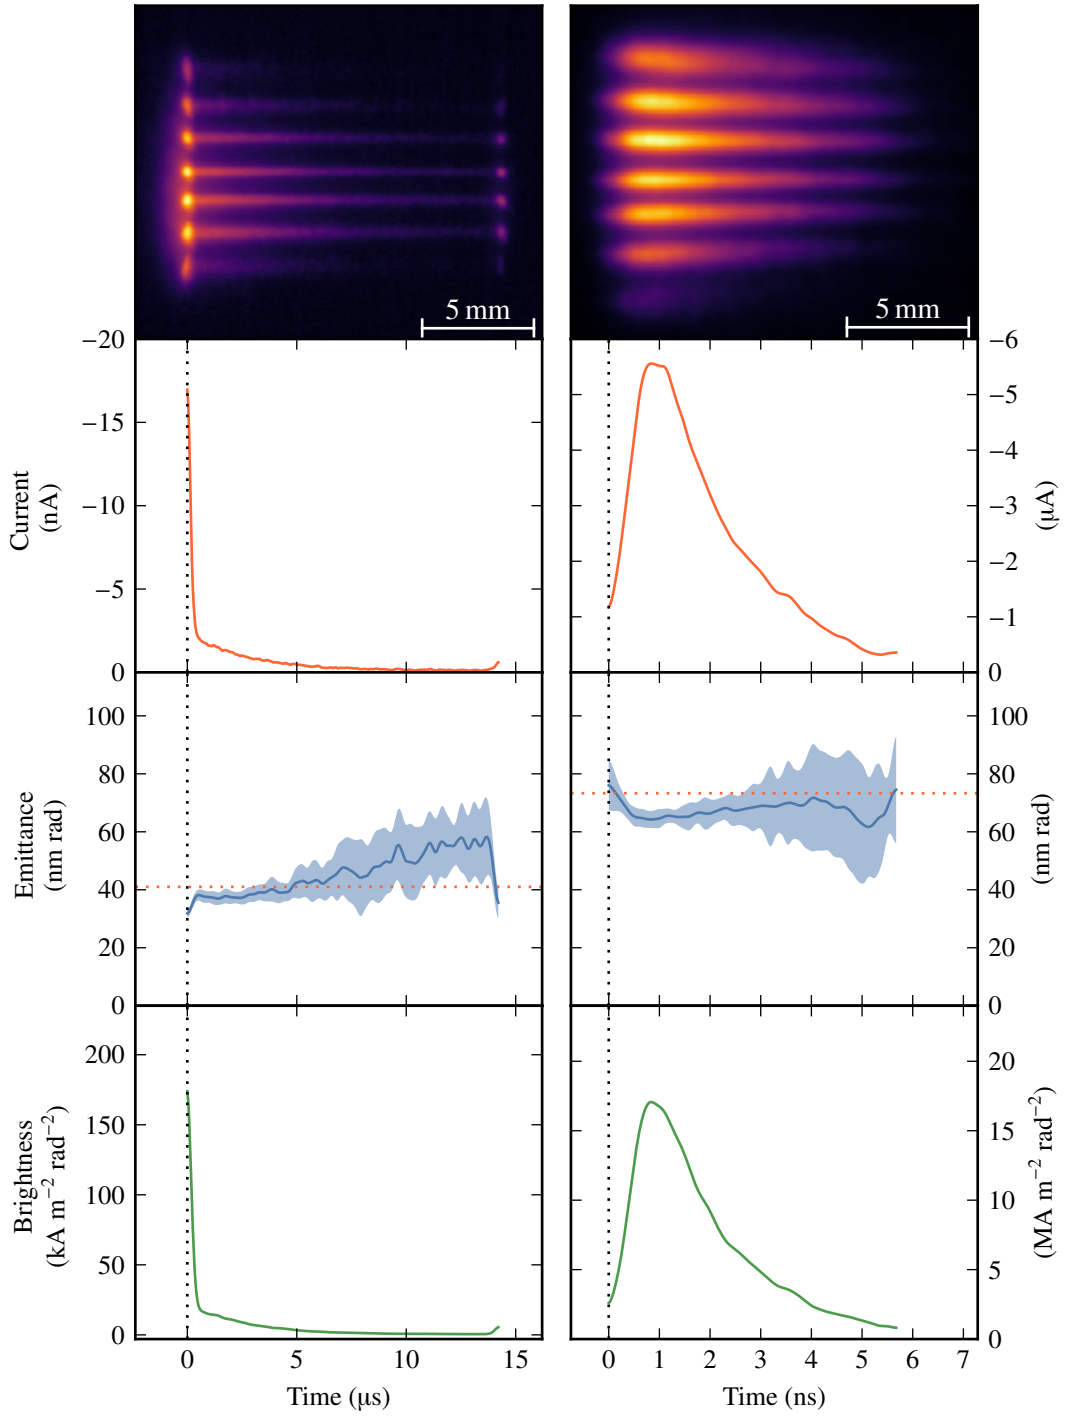 5 mm
5 mm
−20
−15
−10
−5
0
Current
(nA)
−6
−5
−4
−3
−2
−1
0
(μA)
100
80
60
40
20
0
Emittance
(nm rad)
100
80
60
40
20
0
(nm rad)
200
150
100
50
0
Brightness
(kA m⁻² rad⁻²)
20
15
10
5
0
(MA m⁻² rad⁻²)
0 5 10 15
Time (μs)
0 1 2 3 4 5 6 7
Time (ns)